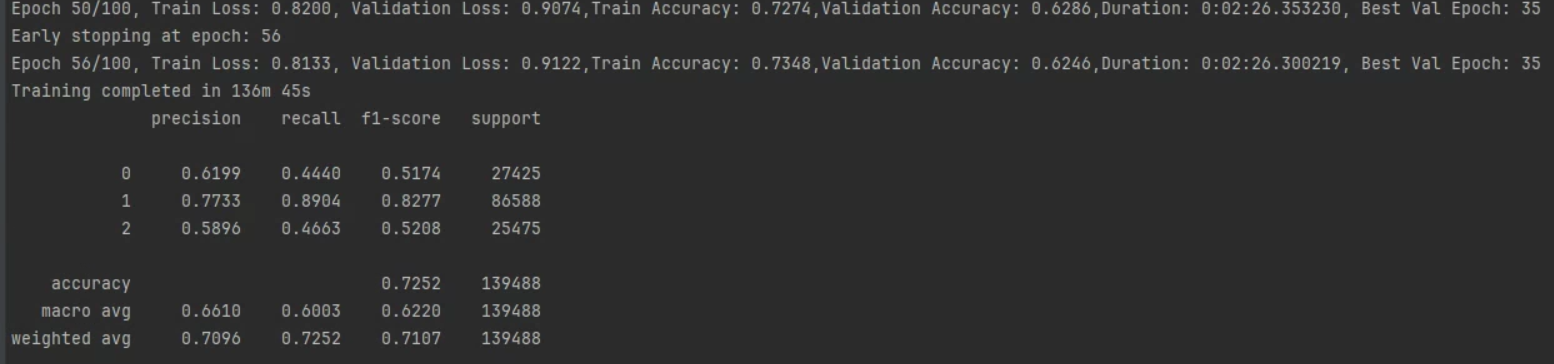 Epoch 50/100, Train Loss: 0.8200, Validation Loss: 0.9074,Train Accuracy: 0.7274,Validation Accuracy: 0.6286,Duration: 0:02:26.353230, Best Val Epoch: 35
Early stopping at epoch: 56
Epoch 56/100, Train Loss: 0.8133, Validation Loss: 0.9122,Train Accuracy: 0.7348,Validation Accuracy: 0.6246,Duration: 0:02:26.300219, Best Val Epoch: 35
Training completed in 136m 45s
precision recall f1-score support
0 0.6199 0.4440 0.5174 27425
1 0.7733 0.8904 0.8277 86588
2 0.5896 0.4663 0.5208 25475
accuracy 0.7252 139488
macro avg 0.6610 0.6003 0.6220 139488
weighted avg 0.7096 0.7252 0.7107 139488